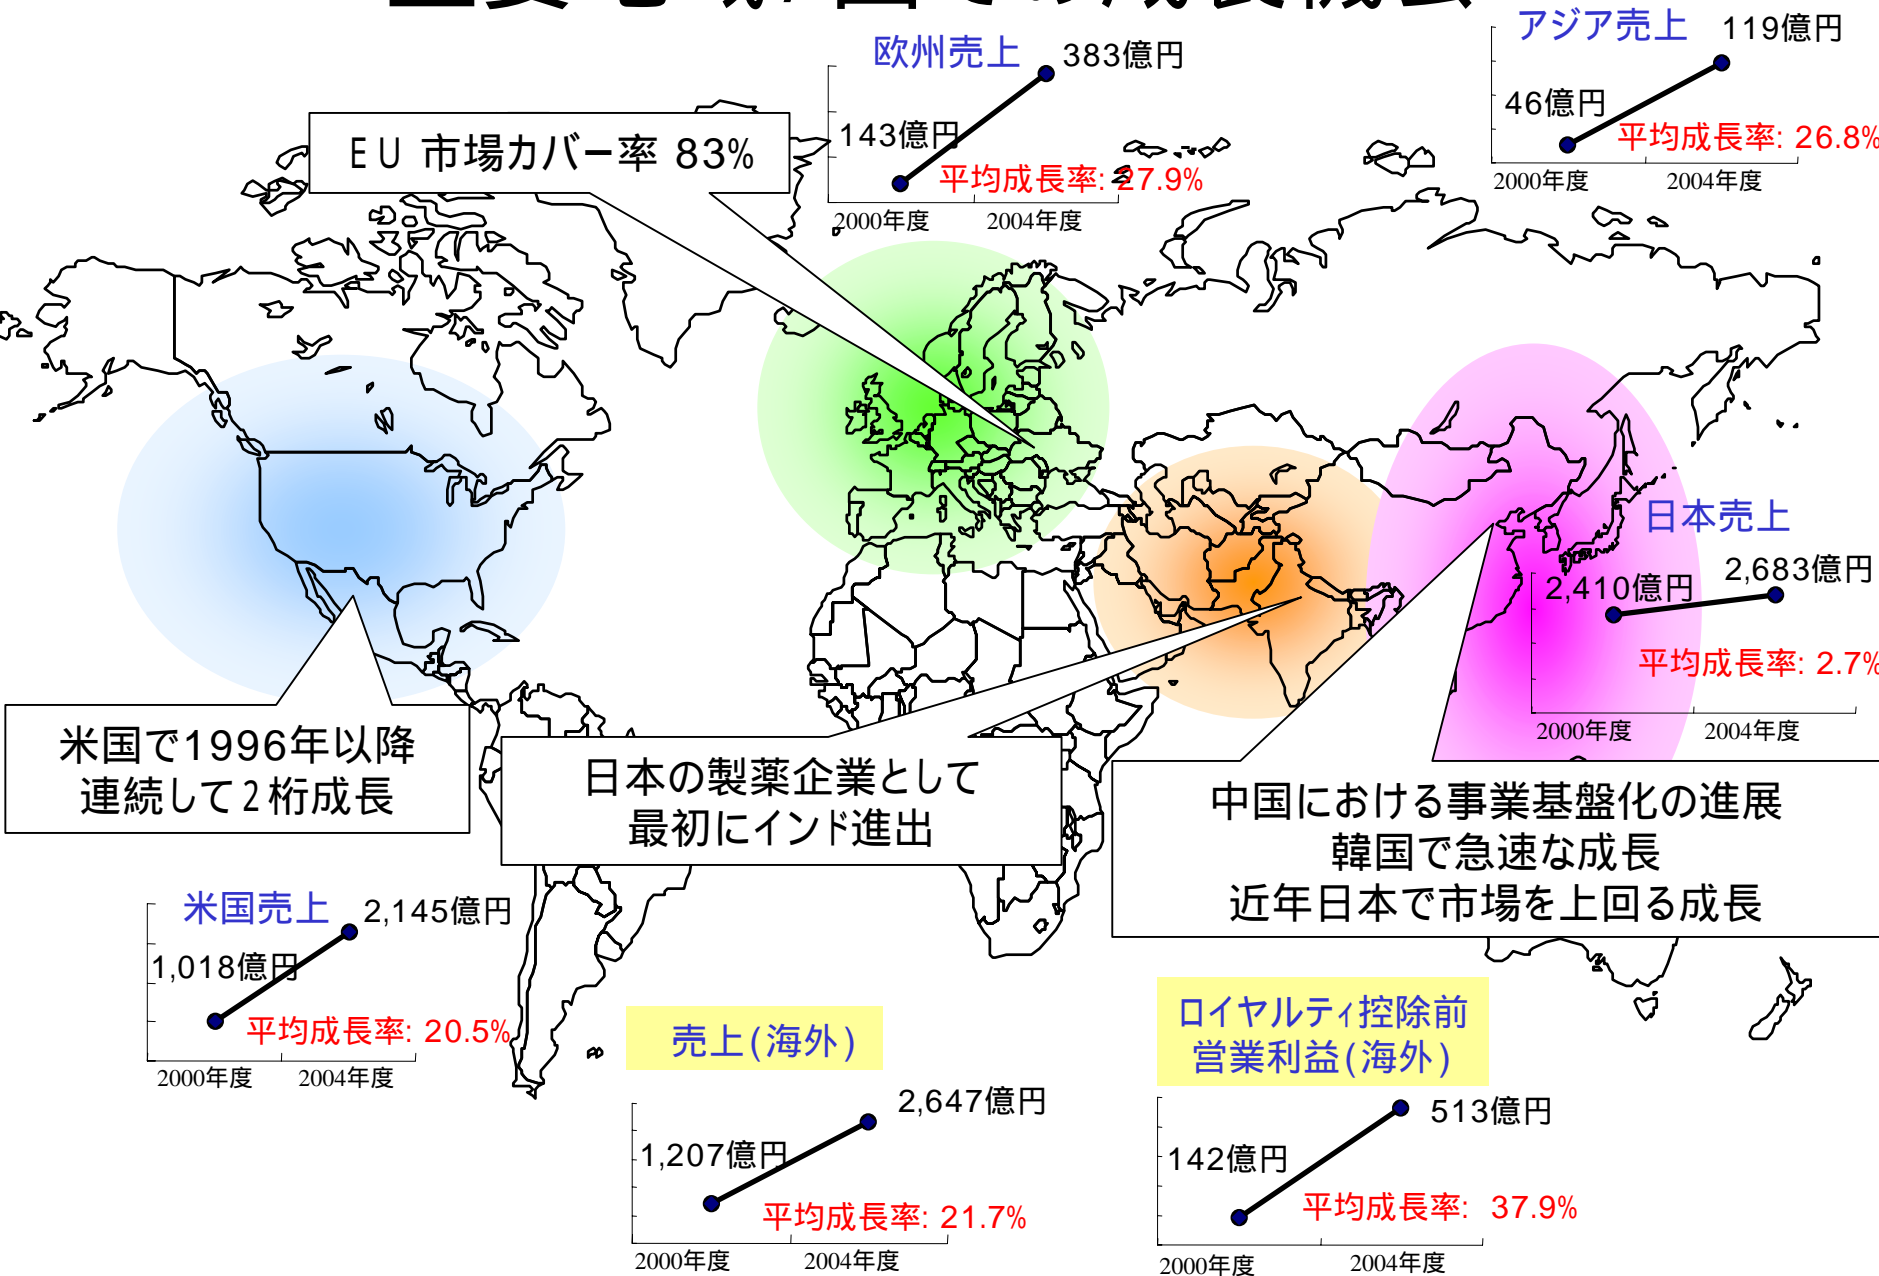 欧州売上
383億円
143億円
平均成長率: 27.9%
2000年度
2004年度
アジア売上
119億円
46億円
平均成長率: 26.8%
2000年度
2004年度
EU 市場カバー率 83%
日本売上
2,410億円
2,683億円
平均成長率: 2.7%
2000年度
2004年度
米国で1996年以降
連続して2桁成長
日本の製薬企業として
最初にインド進出
中国における事業基盤化の進展
韓国で急速な成長
近年日本で市場を上回る成長
米国売上
2,145億円
1,018億円
平均成長率: 20.5%
2000年度
2004年度
売上(海外)
2,647億円
1,207億円
平均成長率: 21.7%
2000年度
2004年度
ロイヤルティ控除前
営業利益(海外)
513億円
142億円
平均成長率: 37.9%
2000年度
2004年度